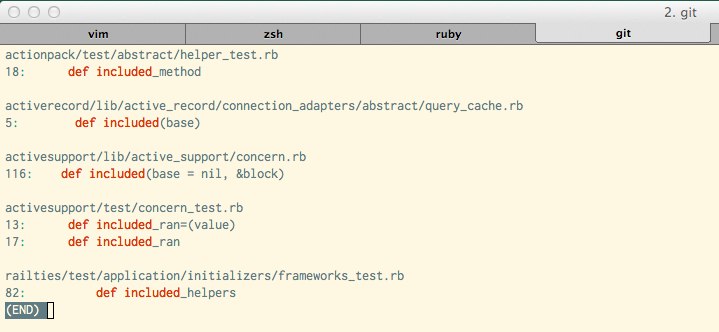 2. git
vim zsh ruby git
actionpack/test/abstract/helper_test.rb
18:      def included_method
activerecord/lib/active_record/connection_adapters/abstract/query_cache.rb
5:       def included(base)
activesupport/lib/active_support/concern.rb
116:    def included(base = nil, &block)
activesupport/test/concern_test.rb
13:      def included_ran=(value)
17:      def included_ran
railties/test/application/initializers/frameworks_test.rb
82:          def included_helpers
(END)